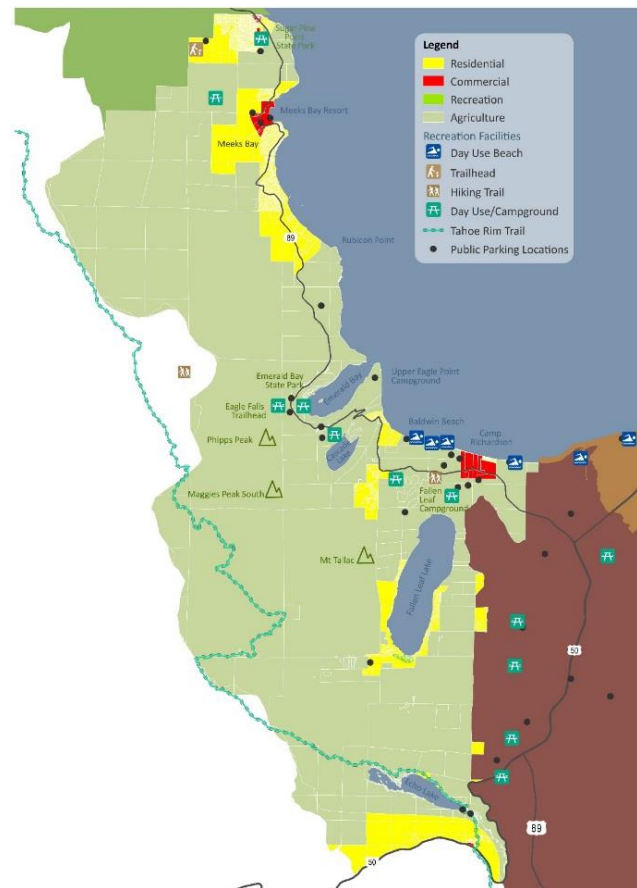 Sugar Pine
Point
State Park
Legend
Residential
Commercial
Recreation
Agriculture
Recreation Facilities
Day Use Beach
Trailhead
Hiking Trail
Day Use/Campground
Tahoe Rim Trail
Public Parking Locations
Meeks Bay Resort
Meeks Bay
89
Rubicon Point
Emerald Bay
State Park
Upper Eagle Point
Campground
Emerald Bay
Eagle Falls
Trailhead
Baldwin Beach
Camp
Richardson
Phipps Peak
Cascade
Lake
Maggies Peak South
Fallen
Leaf
Campground
Mt Tallac
Fallen Leaf Lake
50
Echo Lake
89
50